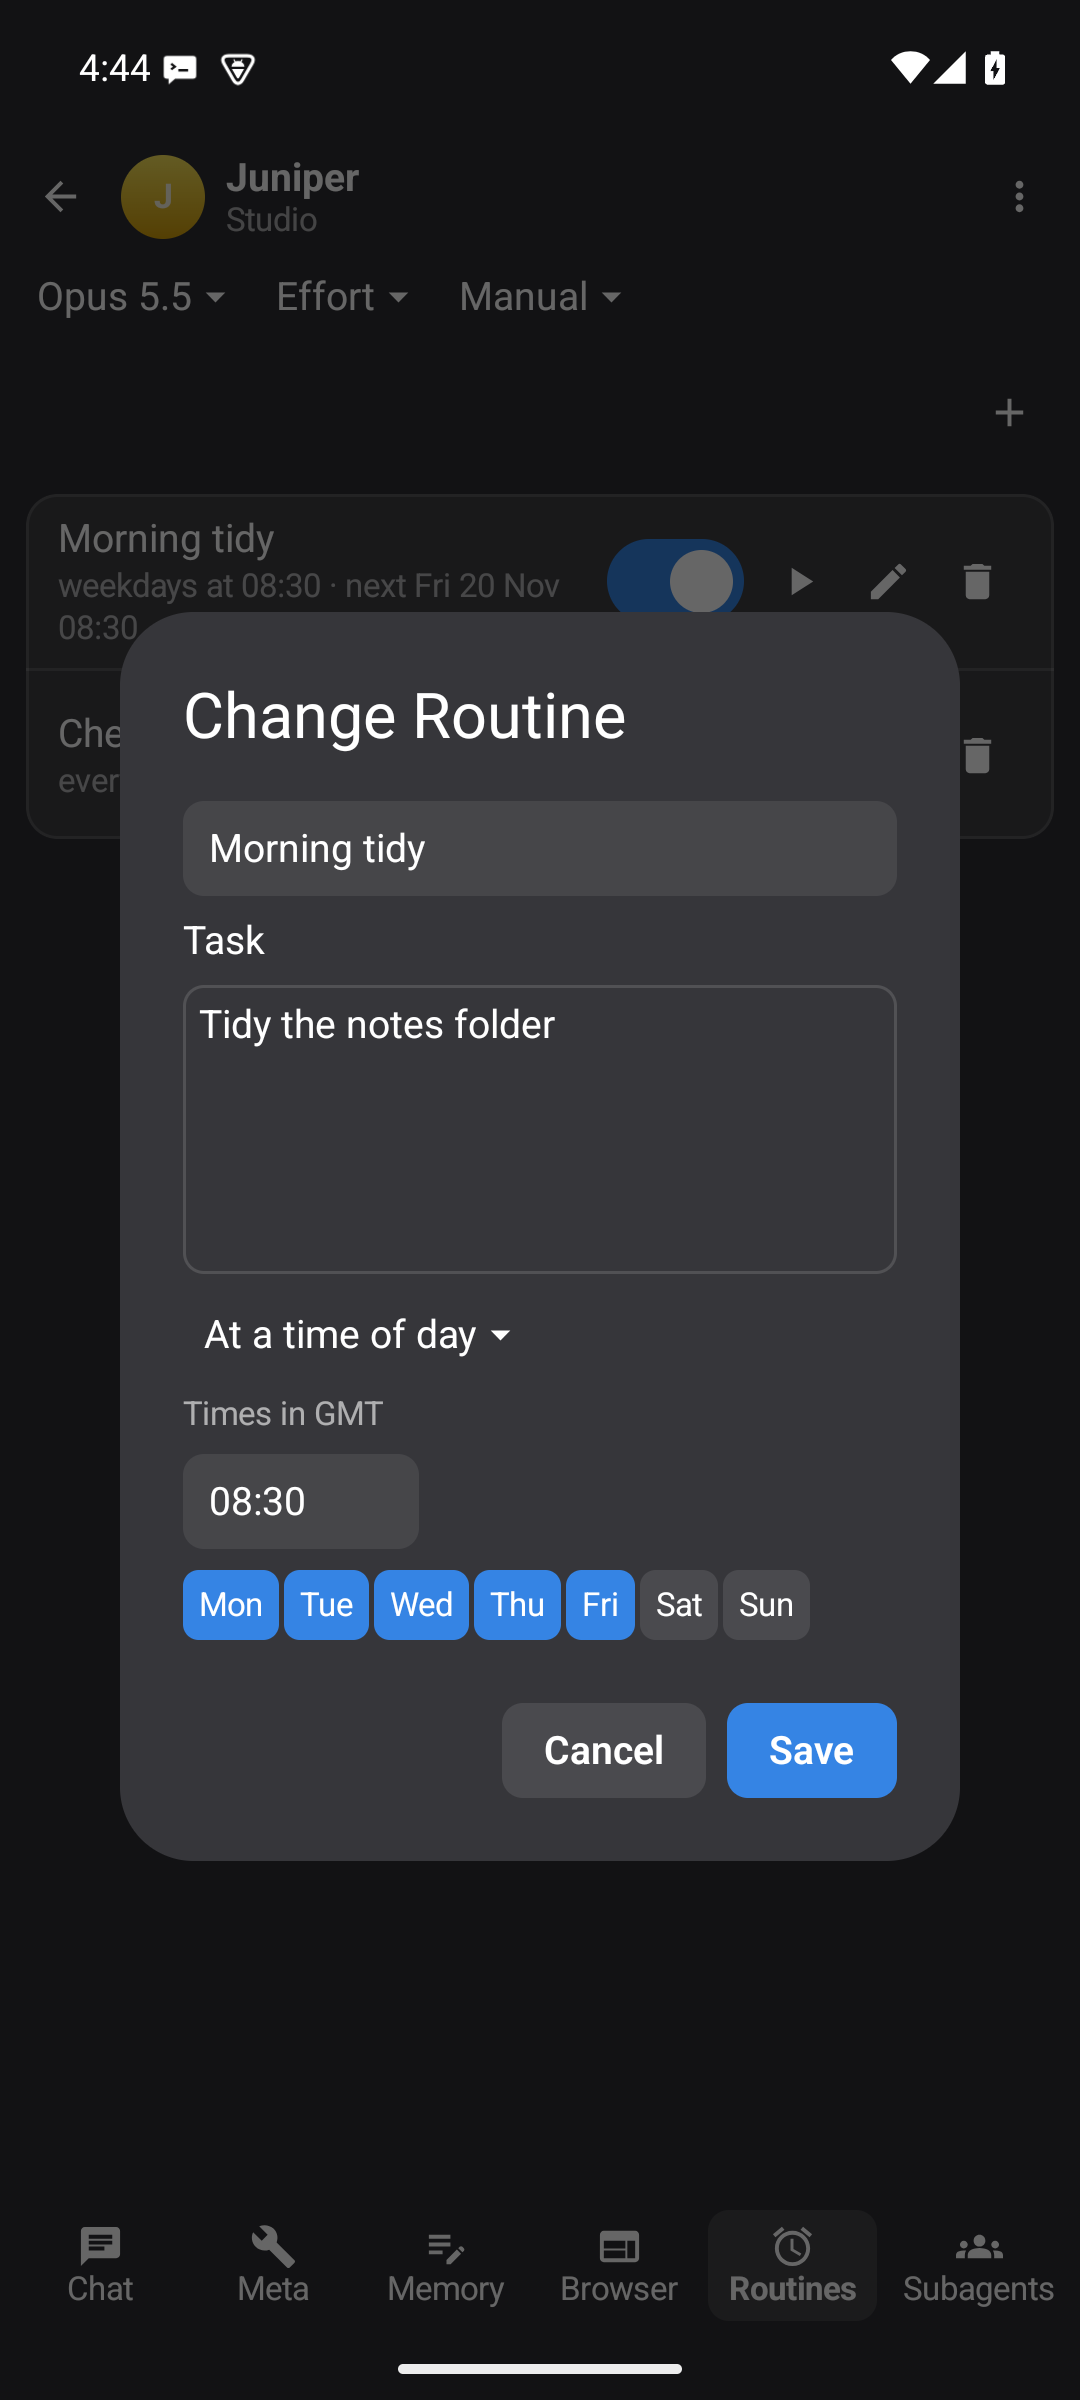 4:44
J
Juniper
Studio
Opus 5.5
Effort
Manual
Morning tidy
weekdays at 08:30 · next Fri 20 Nov
08:30
Che
ever
Change Routine
Morning tidy
Task
Tidy the notes folder
At a time of day
Times in GMT
08:30
Mon Tue Wed Thu Fri Sat Sun
Cancel Save
Chat Meta Memory Browser Routines Subagents